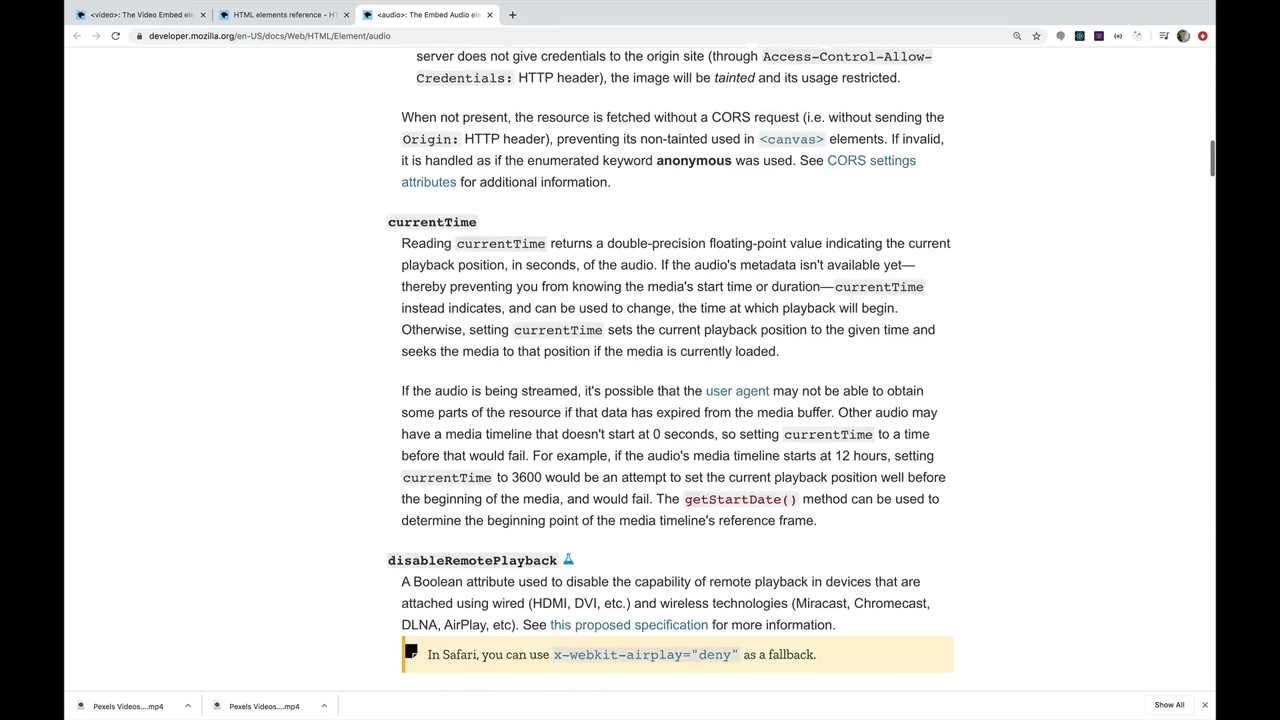 <video>: The Video Embed ele
HTML elements reference - HT
<audio>: The Embed Audio ele
developer.mozilla.org/en-US/docs/Web/HTML/Element/audio
server does not give credentials to the origin site (through Access-Control-Allow-
Credentials: HTTP header), the image will be tainted and its usage restricted.
When not present, the resource is fetched without a CORS request (i.e. without sending the
Origin: HTTP header), preventing its non-tainted used in <canvas> elements. If invalid,
it is handled as if the enumerated keyword anonymous was used. See CORS settings
attributes for additional information.
currentTime
Reading currentTime returns a double-precision floating-point value indicating the current
playback position, in seconds, of the audio. If the audio's metadata isn't available yet—
thereby preventing you from knowing the media's start time or duration—currentTime
instead indicates, and can be used to change, the time at which playback will begin.
Otherwise, setting currentTime sets the current playback position to the given time and
seeks the media to that position if the media is currently loaded.
If the audio is being streamed, it's possible that the user agent may not be able to obtain
some parts of the resource if that data has expired from the media buffer. Other audio may
have a media timeline that doesn't start at 0 seconds, so setting currentTime to a time
before that would fail. For example, if the audio's media timeline starts at 12 hours, setting
currentTime to 3600 would be an attempt to set the current playback position well before
the beginning of the media, and would fail. The getStartDate() method can be used to
determine the beginning point of the media timeline's reference frame.
disableRemotePlayback
A Boolean attribute used to disable the capability of remote playback in devices that are
attached using wired (HDMI, DVI, etc.) and wireless technologies (Miracast, Chromecast,
DLNA, AirPlay, etc). See this proposed specification for more information.
In Safari, you can use x-webkit-airplay="deny" as a fallback.
Pexels Videos....mp4
Pexels Videos....mp4
Show All